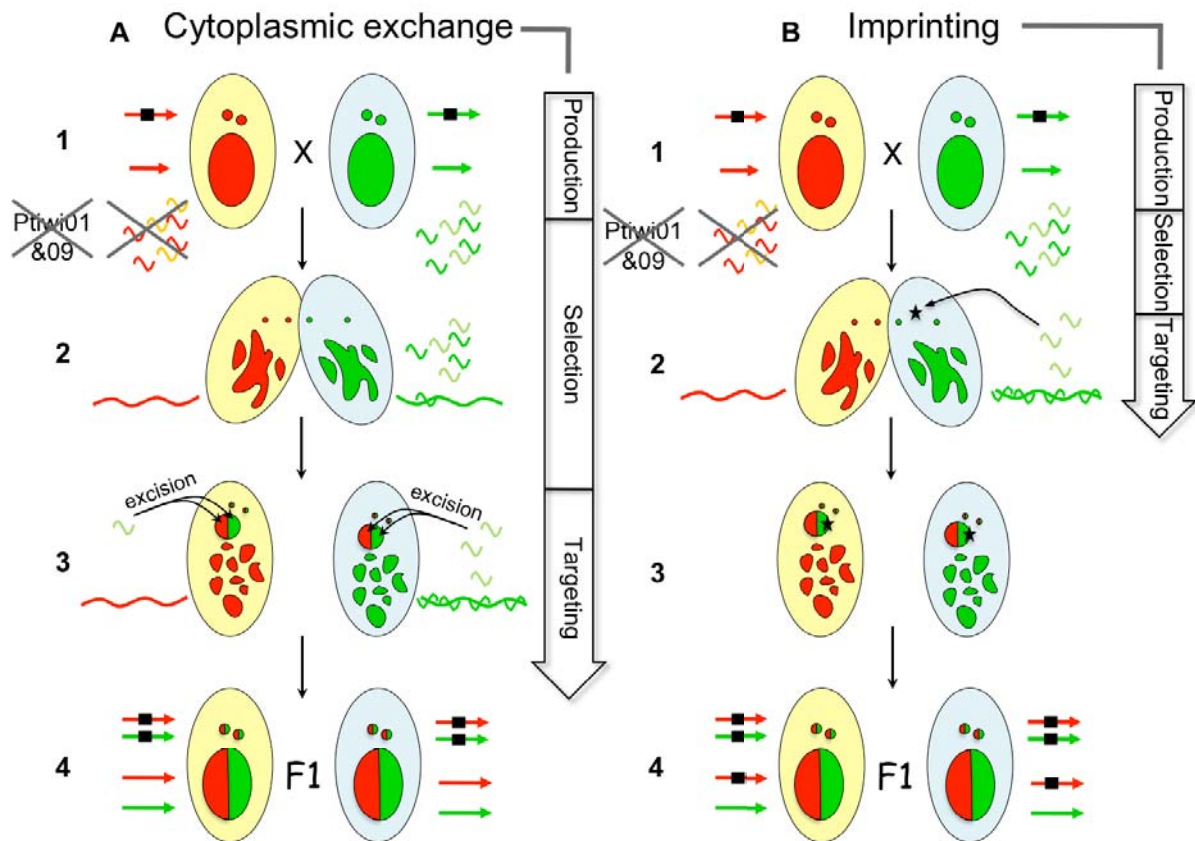 A Cytoplasmic exchange
B Imprinting
1
X
Production
Ptiwi01
&09
2
Selection
3
excision
excision
Targeting
4
F1
1
X
Production
Ptiwi01
&09
Selection
2
Targeting
3
4
F1